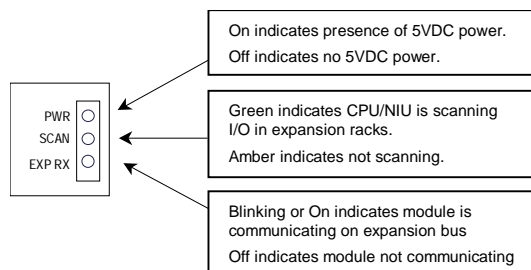 On indicates presence of 5VDC power.
Off indicates no 5VDC power.
PWR
SCAN
EXP RX
Green indicates CPU/NIU is scanning
I/O in expansion racks.
Amber indicates not scanning.
Blinking or On indicates module is
communicating on expansion bus
Off indicates module not communicating